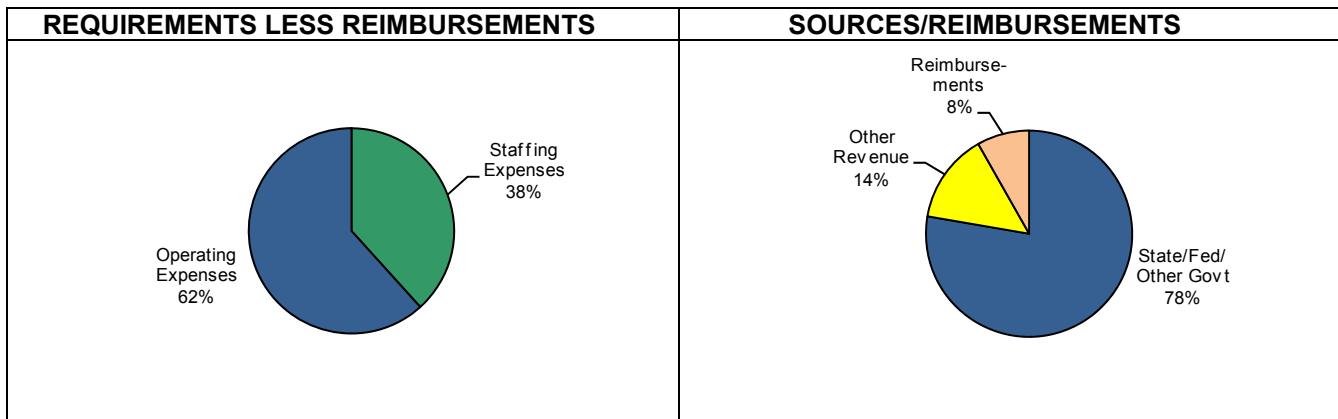 REQUIREMENTS LESS REIMBURSEMENTS
Staffing
Expenses
38%
Operating
Expenses
62%
SOURCES/REIMBURSEMENTS
Reimburse-
ments
8%
Other
Revenue
14%
State/Fed/
Other Govt
78%